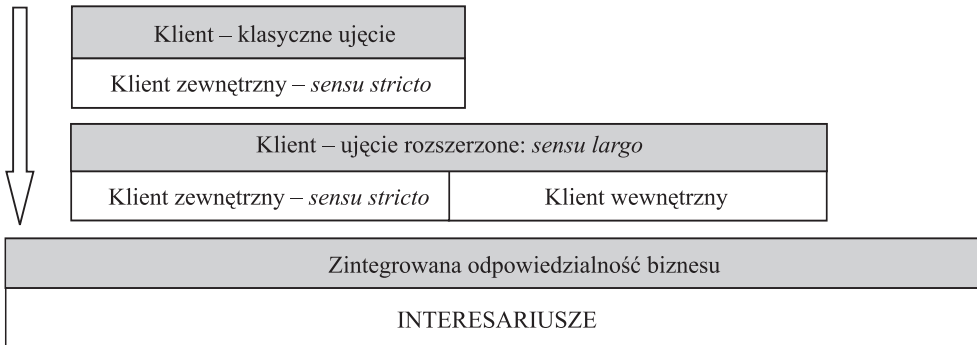 Klient – klasyczne ujęcie
Klient zewnętrzny – sensu stricto
Klient – ujęcie rozszerzone: sensu largo
Klient zewnętrzny – sensu stricto
Klient wewnętrzny
Zintegrowana odpowiedzialność biznesu
INTERESARIUSZE